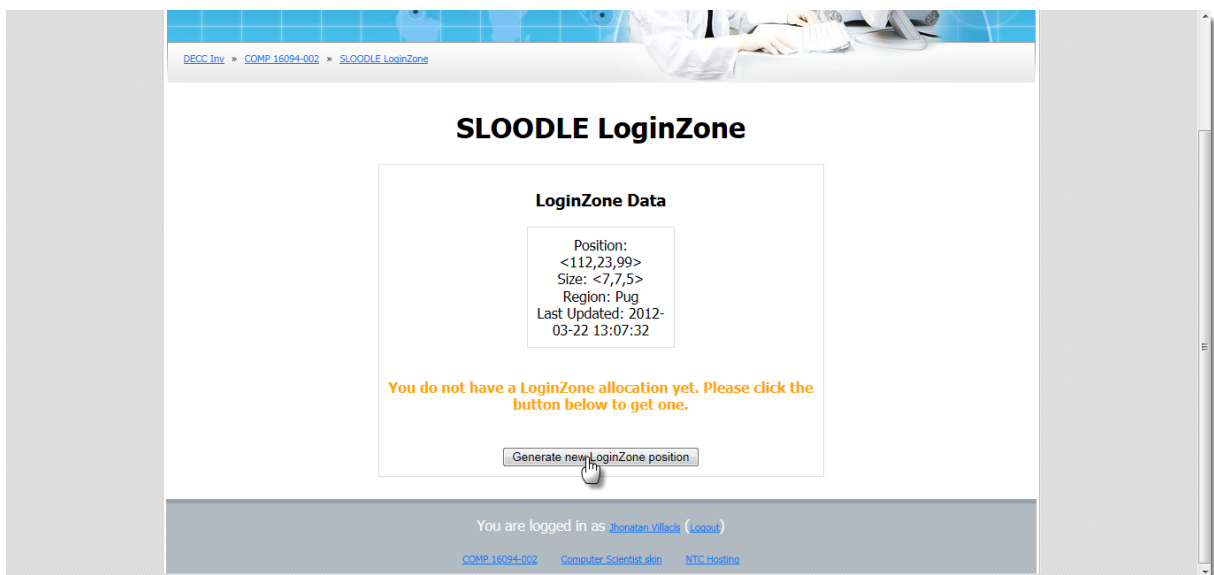 DECC Inv » COMP 16094-002 » SLOODLE LoginZone
SLOODLE LoginZone
LoginZone Data
Position:
<112,23,99>
Size: <7,7,5>
Region: Pug
Last Updated: 2012-
03-22 13:07:32
You do not have a LoginZone allocation yet. Please click the
button below to get one.
Generate new LoginZone position
You are logged in as Jhonatan Villacis (Logout)
COMP 16094-002 Computer Scientist skin NTC Hosting